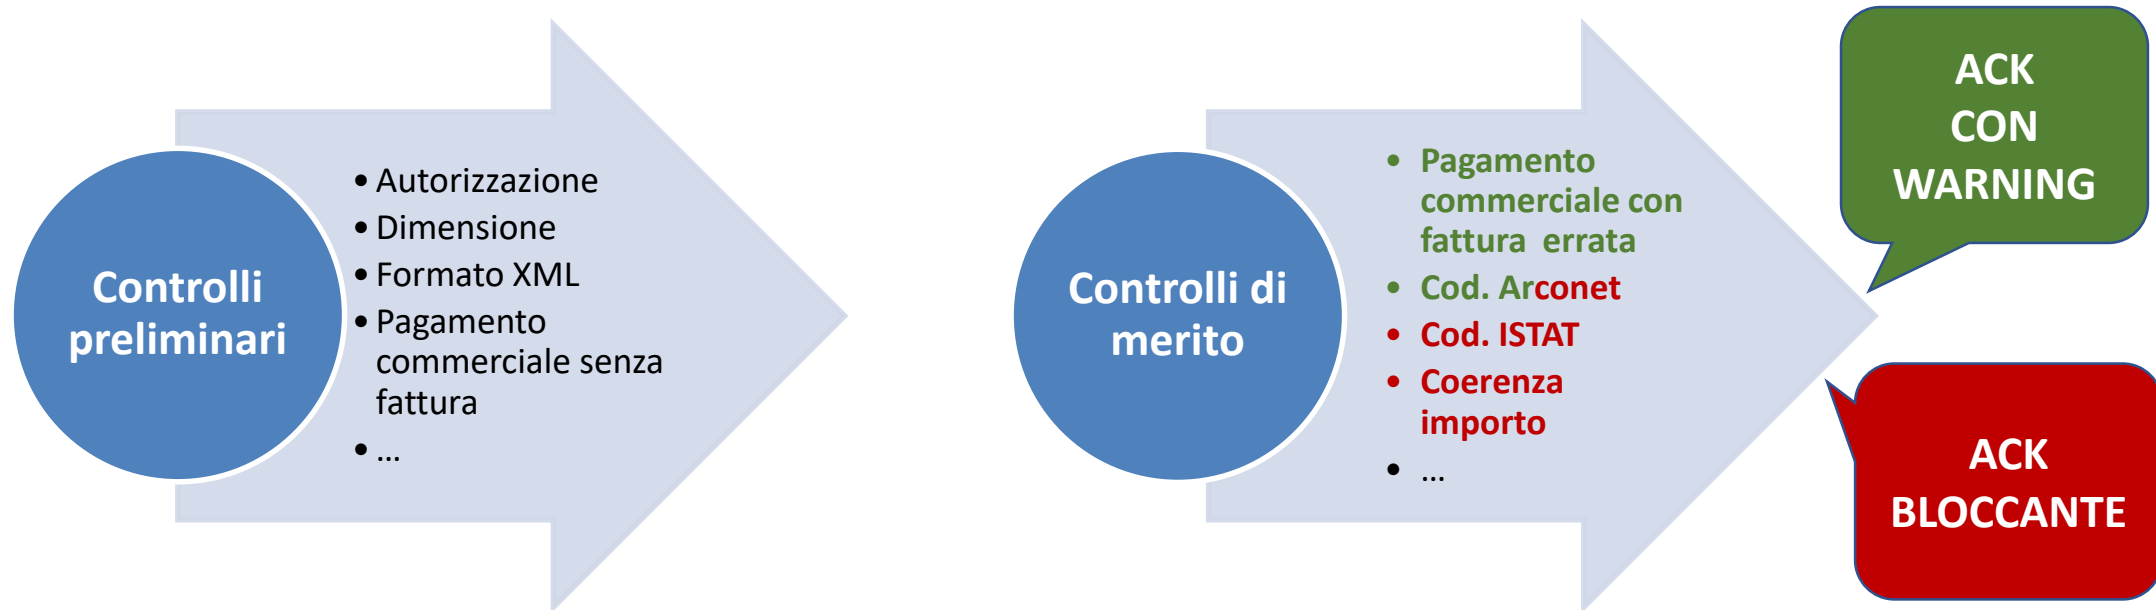 Controlli
preliminari
• Autorizzazione
• Dimensione
• Formato XML
• Pagamento
commerciale senza
fattura
• ...
Controlli di
merito
• Pagamento
commerciale con
fattura errata
• Cod. Arconet
• Cod. ISTAT
• Coerenza
importo
• ...
ACK
CON
WARNING
ACK
BLOCCANTE